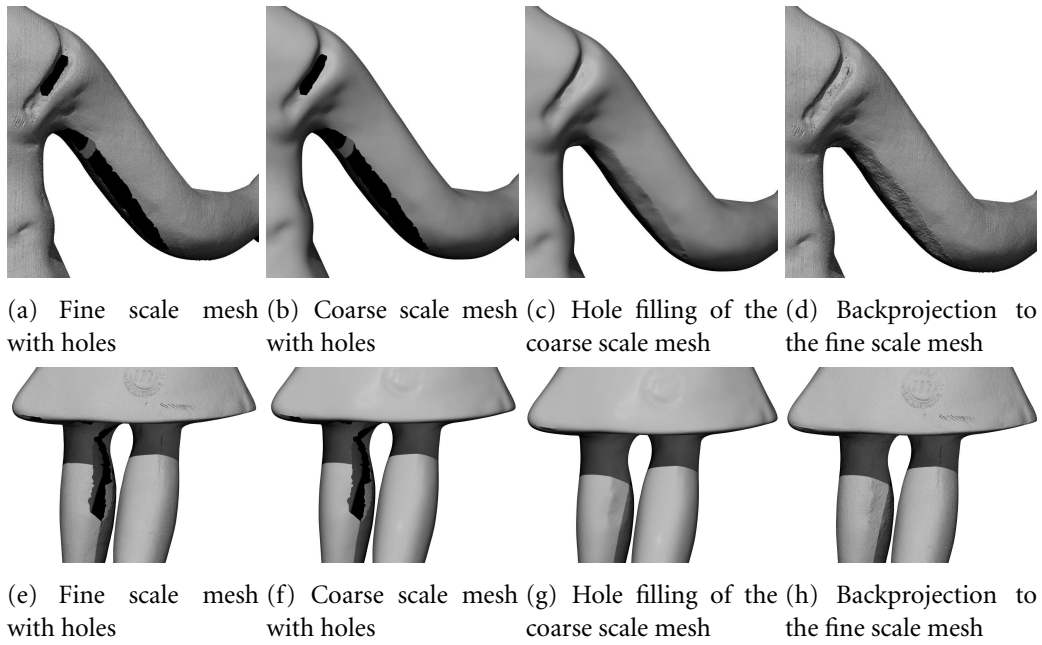 (a) Fine scale mesh with holes
(b) Coarse scale mesh with holes
(c) Hole filling of the coarse scale mesh
(d) Backprojection to the fine scale mesh
(e) Fine scale mesh with holes
(f) Coarse scale mesh with holes
(g) Hole filling of the coarse scale mesh
(h) Backprojection to the fine scale mesh